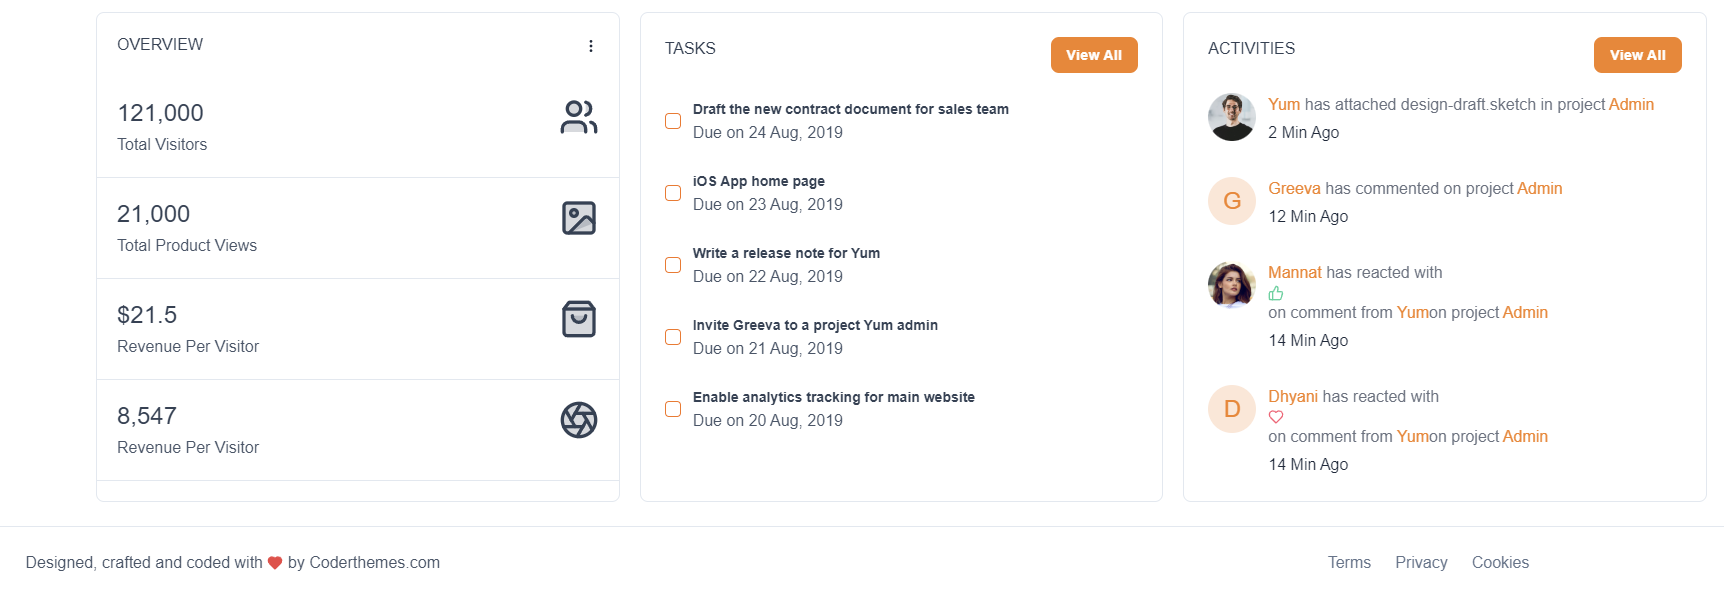 OVERVIEW
121,000
Total Visitors
21,000
Total Product Views
$21.5
Revenue Per Visitor
8,547
Revenue Per Visitor
TASKS
View All
Draft the new contract document for sales team
Due on 24 Aug, 2019
iOS App home page
Due on 23 Aug, 2019
Write a release note for Yum
Due on 22 Aug, 2019
Invite Greeva to a project Yum admin
Due on 21 Aug, 2019
Enable analytics tracking for main website
Due on 20 Aug, 2019
ACTIVITIES
View All
Yum has attached design-draft.sketch in project Admin
2 Min Ago
G
Greeva has commented on project Admin
12 Min Ago
Mannat has reacted with
on comment from Yumon project Admin
14 Min Ago
D
Dhyani has reacted with
on comment from Yumon project Admin
14 Min Ago
Designed, crafted and coded with by Coderthemes.com
Terms Privacy Cookies